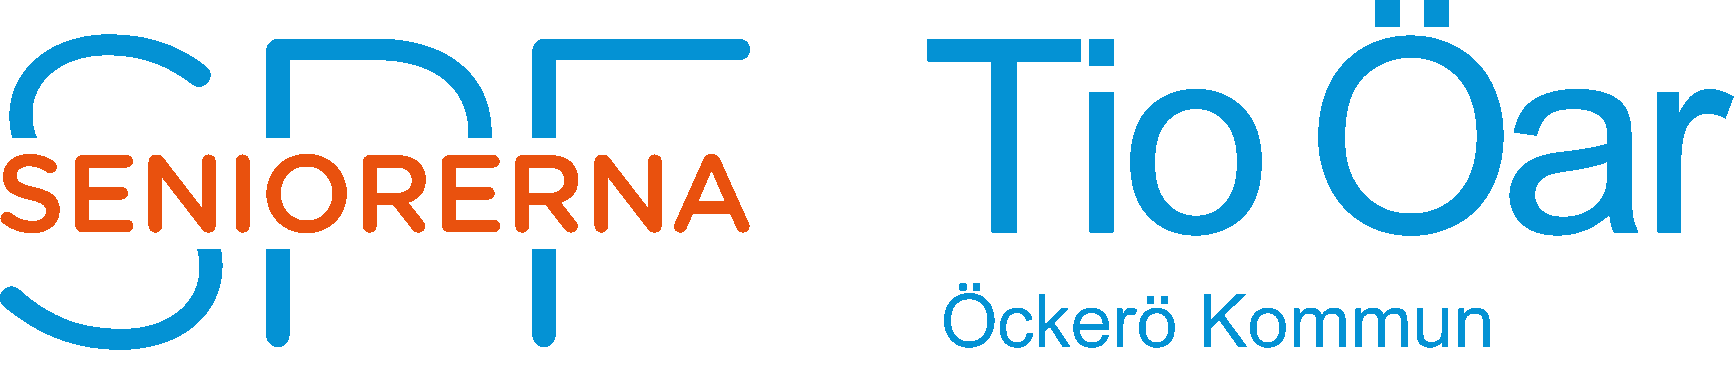 SPF
SENIORERNA
Tio Öar
Öckerö Kommun